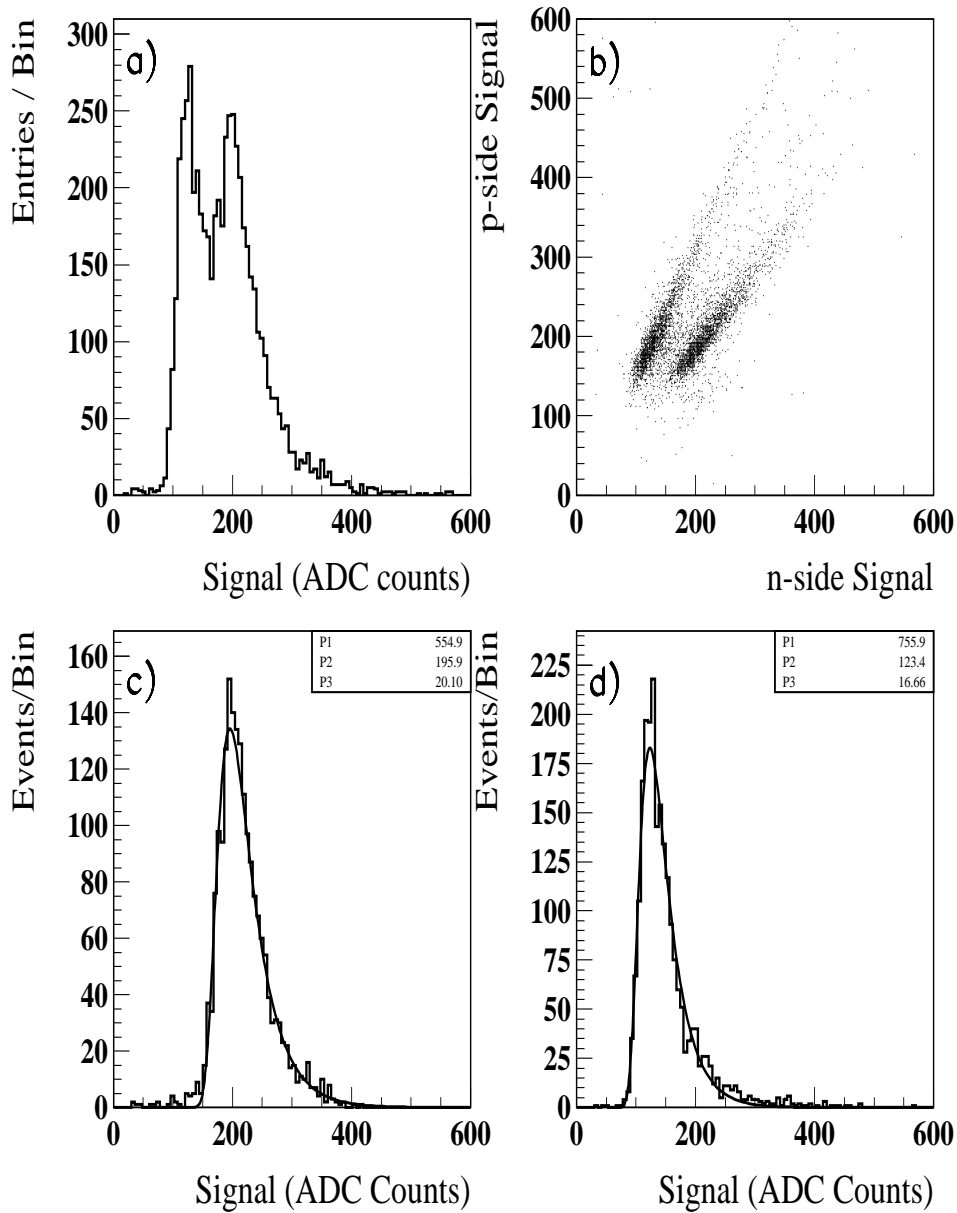 a)
Entries / Bin
300
250
200
150
100
50
0
0 200 400 600
Signal (ADC counts)
b)
p-side Signal
600
500
400
300
200
100
0
0 200 400 600
n-side Signal
c)
Events/Bin
160
140
120
100
80
60
40
20
0
P1 554.9
P2 195.9
P3 20.10
0 200 400 600
Signal (ADC Counts)
d)
Events/Bin
225
200
175
150
125
100
75
50
25
0
P1 755.9
P2 123.4
P3 16.66
0 200 400 600
Signal (ADC Counts)